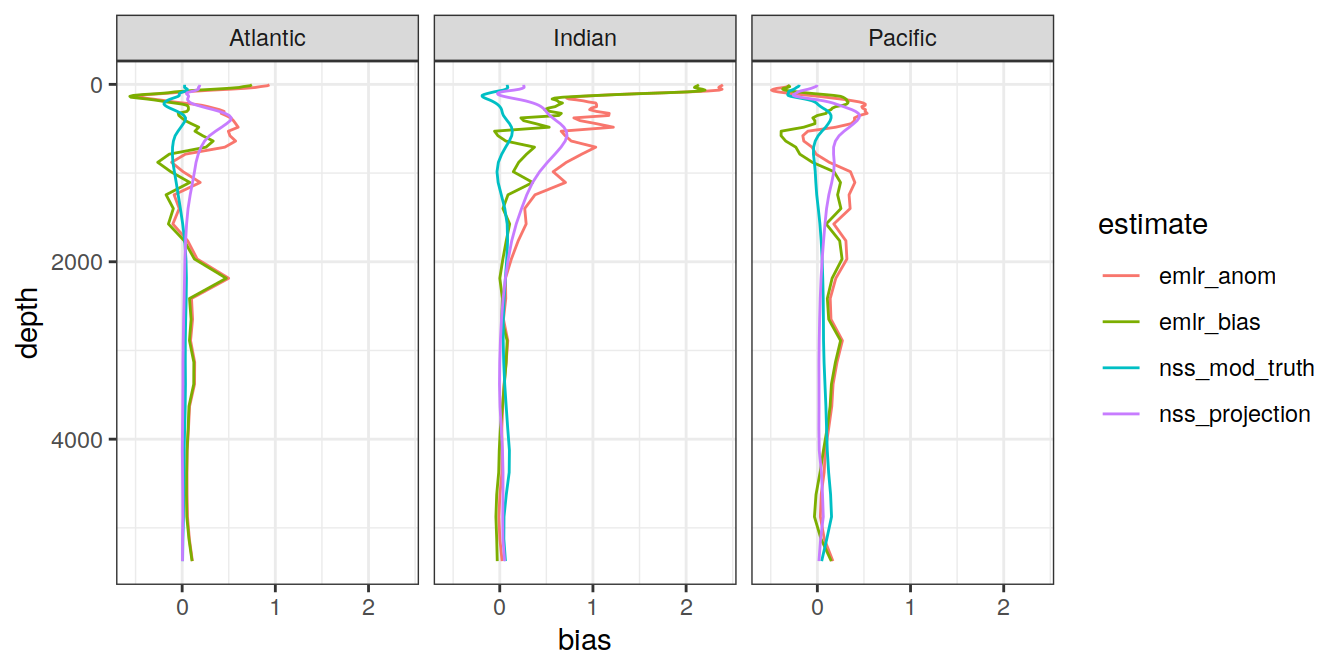 Atlantic Indian Pacific
0
2000
4000
depth
0 1 2 0 1 2 0 1 2
bias
estimate
emlr_anom
emlr_bias
nss_mod_truth
nss_projection